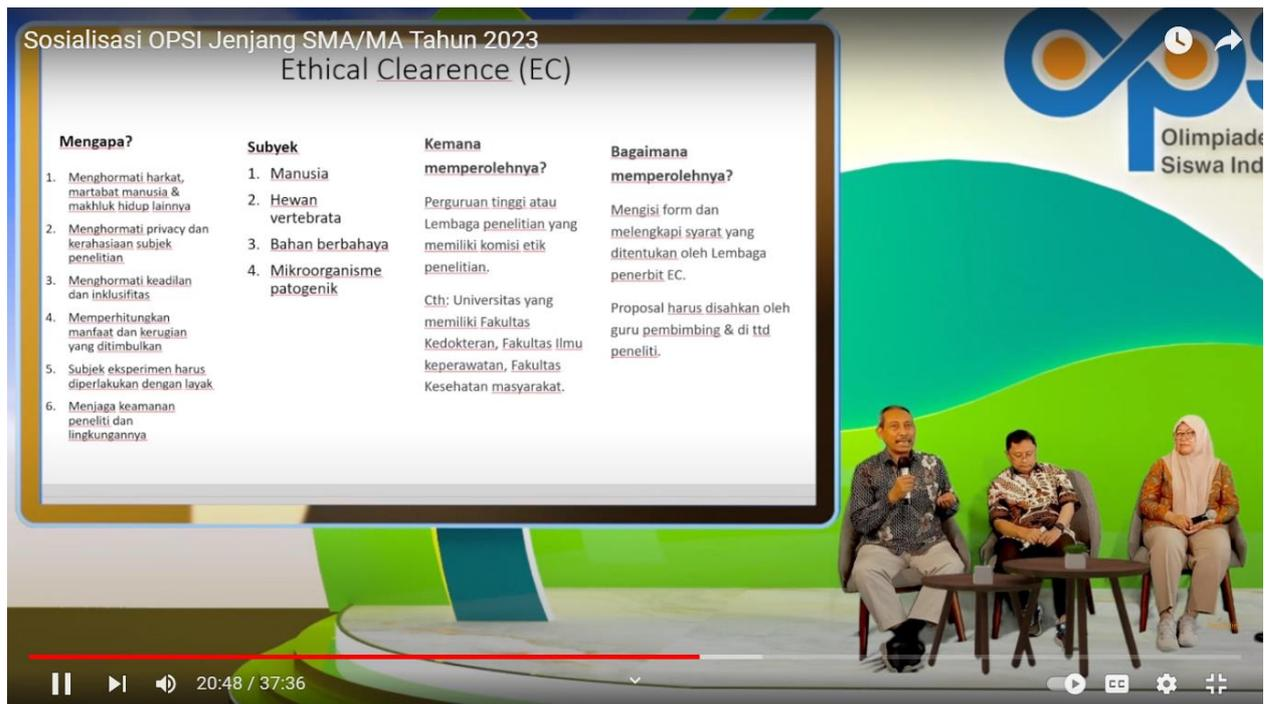 Sosialisasi OPSI Jenjang SMA/MA Tahun 2023
Ethical Clearence (EC)
Mengapa?
1. Menghormati harkat,
martabat manusia &
makhluk hidup lainnya
2. Menghormati privacy dan
kerahasiaan subjek
penelitian
3. Menghormati keadilan
dan inklusifitas
4. Memperhitungkan
manfaat dan kerugian
yang ditimbulkan
5. Subjek eksperimen harus
diperlakukan dengan layak
6. Menjaga keamanan
peneliti dan
lingkungannya
Subyek
1. Manusia
2. Hewan
vertebrata
3. Bahan berbahaya
4. Mikroorganisme
patogenik
Kemana
memperolehnya?
Perguruan tinggi atau
Lembaga penelitian yang
memiliki komisi etik
penelitian.
Cth: Universitas yang
memiliki Fakultas
Kedokteran, Fakultas Ilmu
keperawatan, Fakultas
Kesehatan masyarakat.
Bagaimana
memperolehnya?
Mengisi form dan
melengkapi syarat yang
ditentukan oleh Lembaga
penerbit EC.
Proposal harus disahkan oleh
guru pembimbing & di ttd
peneliti.
ops
Olimpiade
Siswa Ind
20:48 / 37:36
CC